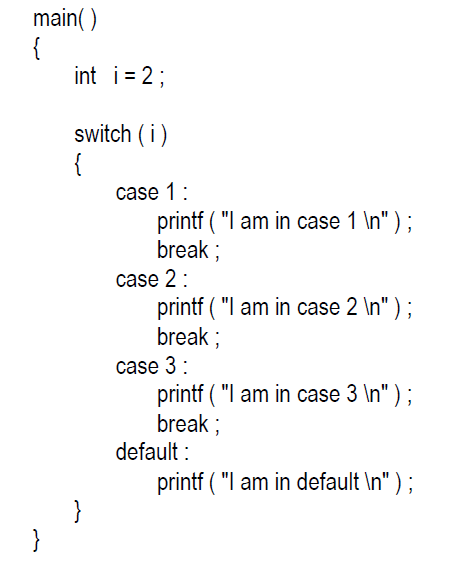 main( )
{
int i = 2 ;
switch ( i )
{
case 1 :
printf ( "I am in case 1 \n" ) ;
break ;
case 2 :
printf ( "I am in case 2 \n" ) ;
break ;
case 3 :
printf ( "I am in case 3 \n" ) ;
break ;
default :
printf ( "I am in default \n" ) ;
}
}